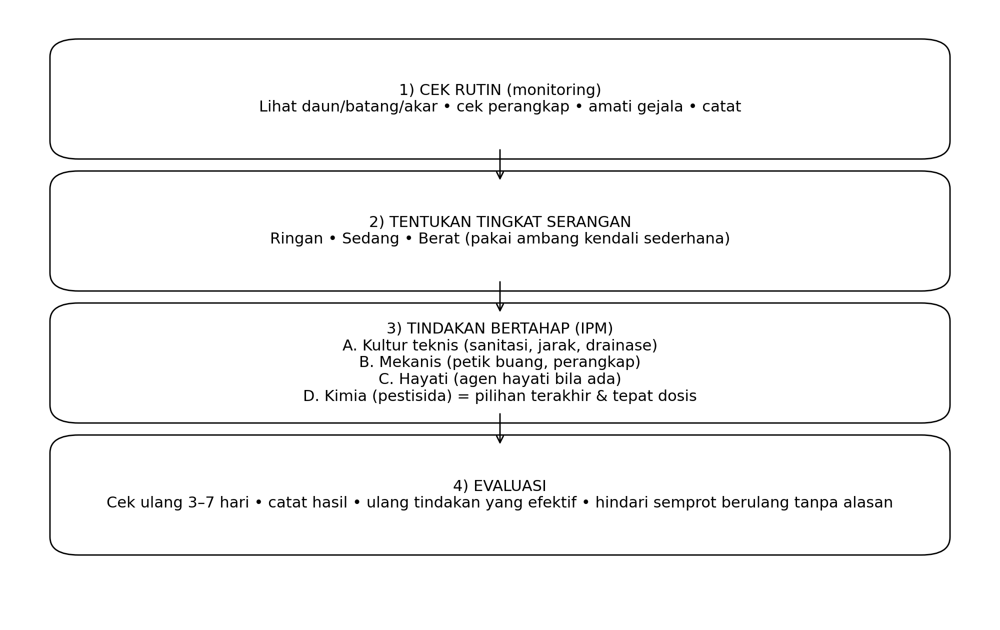 1) CEK RUTIN (monitoring)
Lihat daun/batang/akar • cek perangkap • amati gejala • catat
2) TENTUKAN TINGKAT SERANGAN
Ringan • Sedang • Berat (pakai ambang kendali sederhana)
3) TINDAKAN BERTAHAP (IPM)
A. Kultur teknis (sanitasi, jarak, drainase)
B. Mekanis (petik buang, perangkap)
C. Hayati (agen hayati bila ada)
D. Kimia (pestisida) = pilihan terakhir & tepat dosis
4) EVALUASI
Cek ulang 3–7 hari • catat hasil • ulang tindakan yang efektif • hindari semprot berulang tanpa alasan